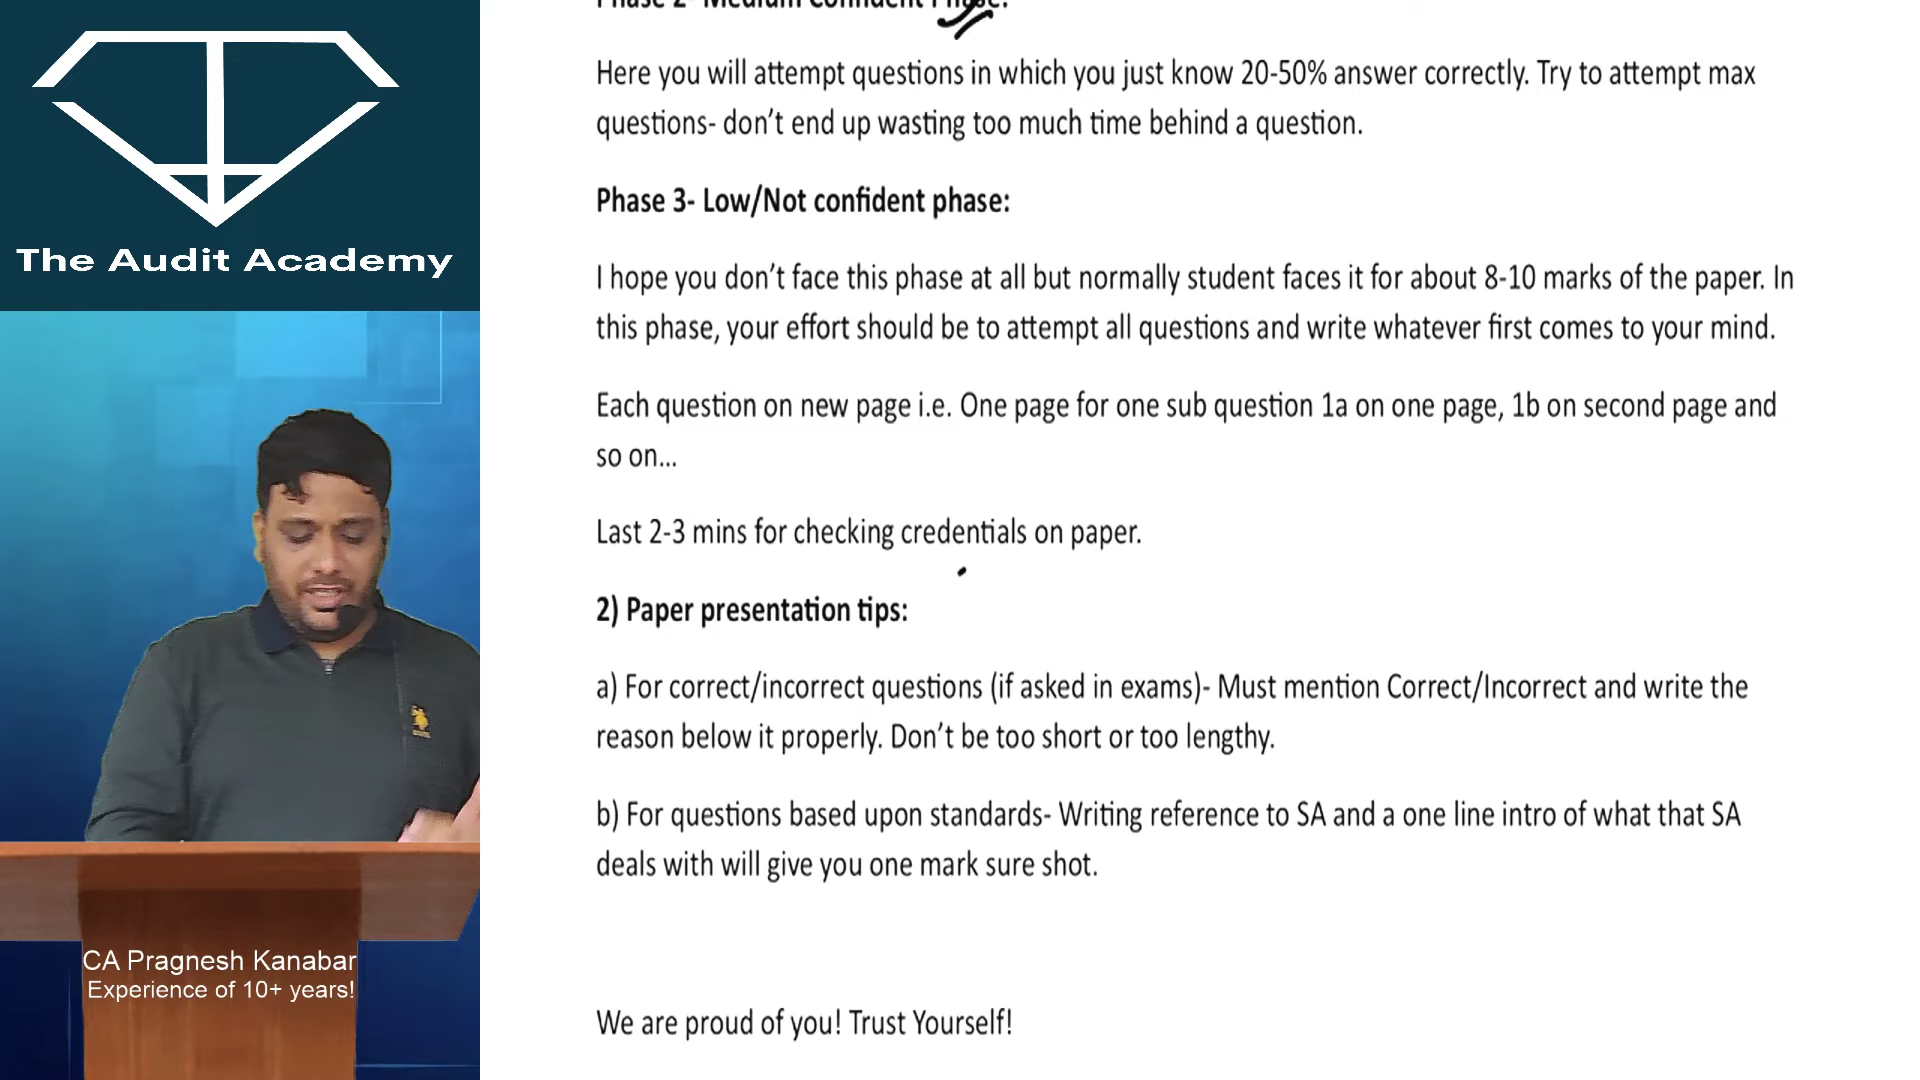 The Audit Academy
CA Pragnesh Kanabar
Experience of 10+ years!
Phase 2- Medium Confident Phase:
Here you will attempt questions in which you just know 20-50% answer correctly. Try to attempt max
questions- don’t end up wasting too much time behind a question.
Phase 3- Low/Not confident phase:
I hope you don’t face this phase at all but normally student faces it for about 8-10 marks of the paper. In
this phase, your effort should be to attempt all questions and write whatever first comes to your mind.
Each question on new page i.e. One page for one sub question 1a on one page, 1b on second page and
so on...
Last 2-3 mins for checking credentials on paper.
2) Paper presentation tips:
a) For correct/incorrect questions (if asked in exams)- Must mention Correct/Incorrect and write the
reason below it properly. Don’t be too short or too lengthy.
b) For questions based upon standards- Writing reference to SA and a one line intro of what that SA
deals with will give you one mark sure shot.
We are proud of you! Trust Yourself!